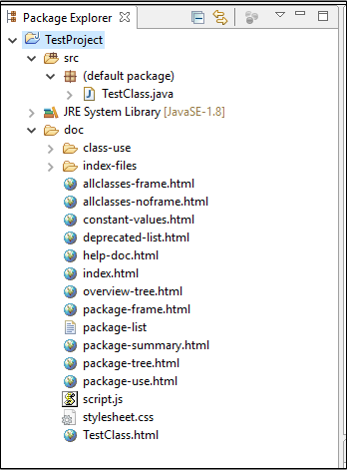 Package Explorer
TestProject
src
(default package)
TestClass.java
JRE System Library [JavaSE-1.8]
doc
class-use
index-files
allclasses-frame.html
allclasses-noframe.html
constant-values.html
deprecated-list.html
help-doc.html
index.html
overview-tree.html
package-frame.html
package-list
package-summary.html
package-tree.html
package-use.html
script.js
stylesheet.css
TestClass.html